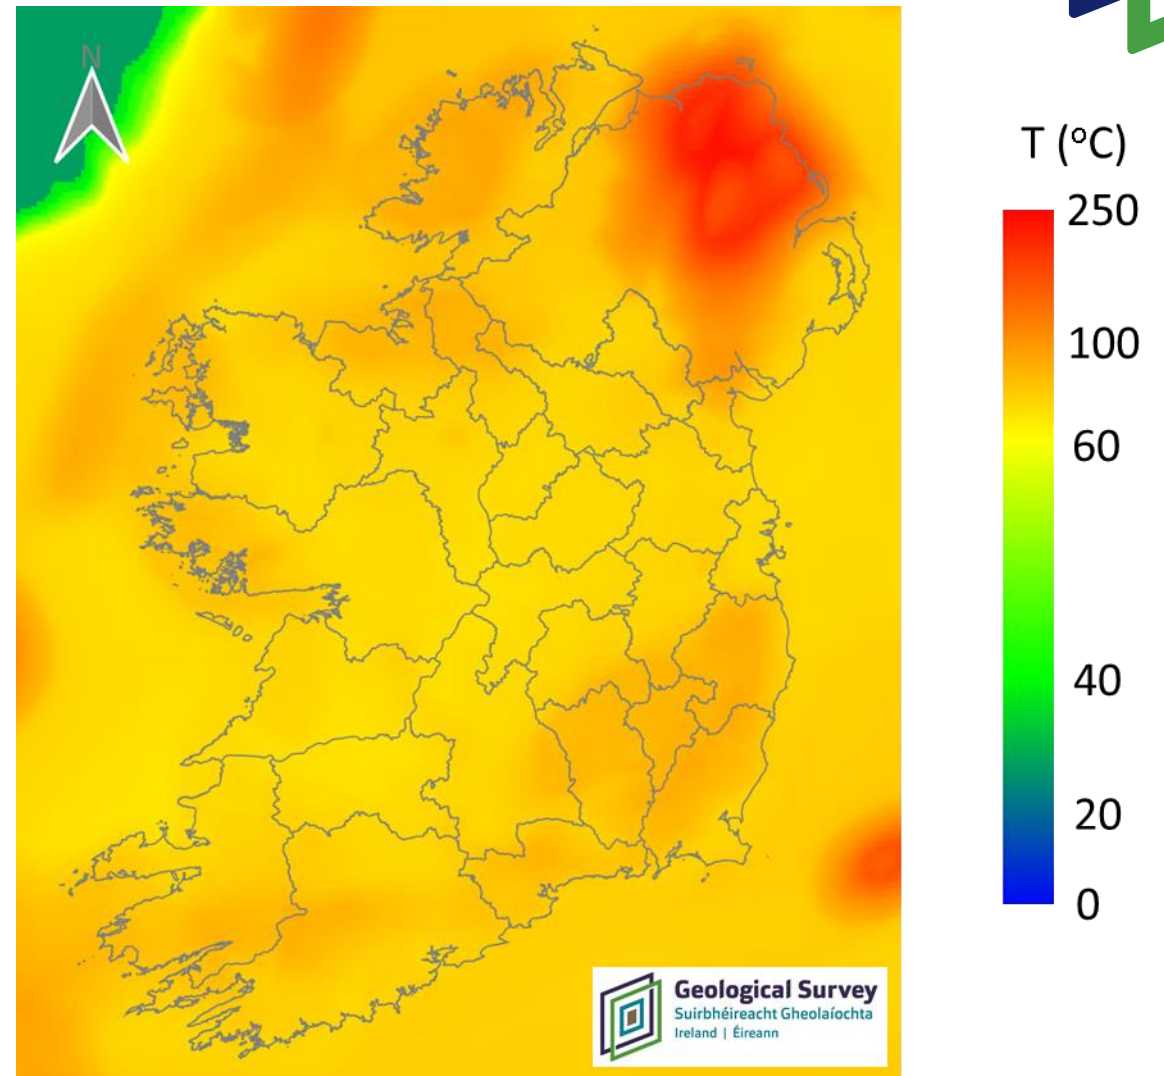 N
T (°C)
250
100
60
40
20
0
Geological Survey
Suirbhéireacht Gheolaíochta
Ireland | Éireann